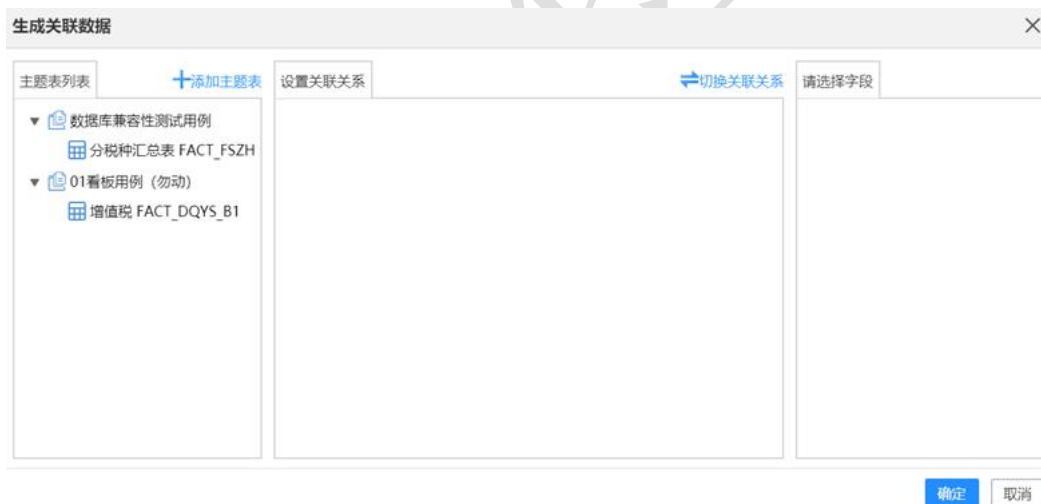 生成关联数据
主题表列表 添加主题表 设置关联关系 切换关联关系 请选择字段
数据库兼容性测试用例
分税种汇总表 FACT_FSZH
01看板用例（勿动）
增值税 FACT_DQYS_B1
确定 取消